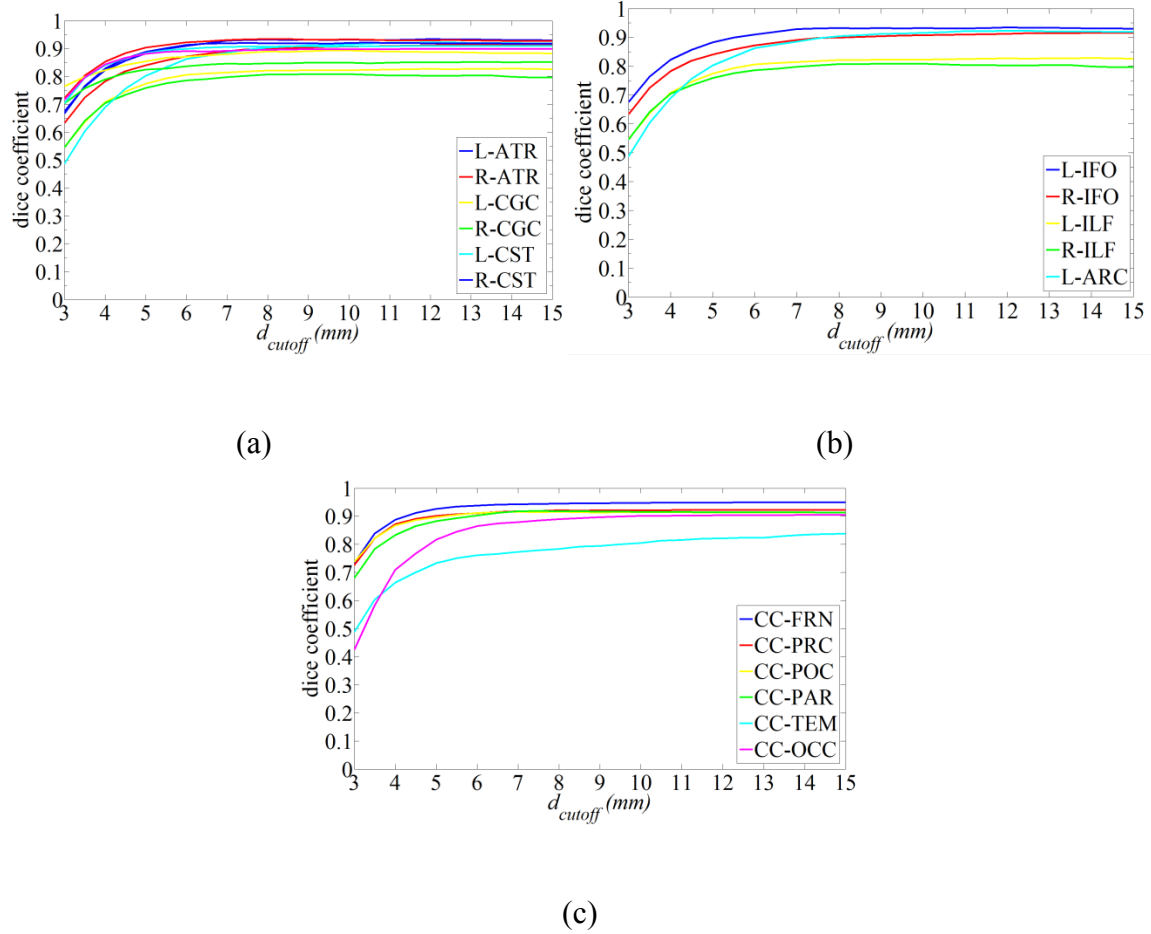 1
0.9
0.8
0.7
0.6
0.5
0.4
0.3
0.2
0.1
0
dice coefficient
3 4 5 6 7 8 9 10 11 12 13 14 15
d_cutoff (mm)
L-ATR
R-ATR
L-CGC
R-CGC
L-CST
R-CST
(a)
1
0.9
0.8
0.7
0.6
0.5
0.4
0.3
0.2
0.1
0
dice coefficient
3 4 5 6 7 8 9 10 11 12 13 14 15
d_cutoff (mm)
L-IFO
R-IFO
L-ILF
R-ILF
L-ARC
(b)
1
0.9
0.8
0.7
0.6
0.5
0.4
0.3
0.2
0.1
0
dice coefficient
3 4 5 6 7 8 9 10 11 12 13 14 15
d_cutoff (mm)
CC-FRN
CC-PRC
CC-POC
CC-PAR
CC-TEM
CC-OCC
(c)